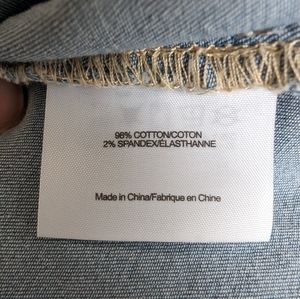 98% COTTON/COTON
2% SPANDEX/ÉLASTHANNE
Made in China/Fabrique en Chine